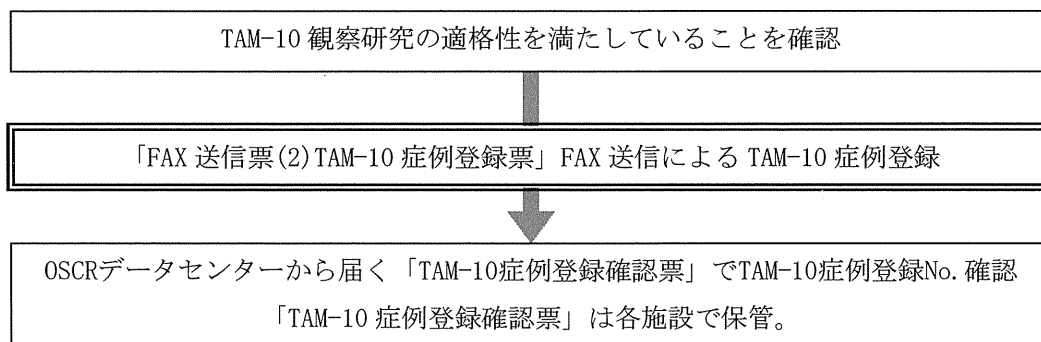 TAM-10 観察研究の適格性を満たしていることを確認
「FAX 送信票(2)TAM-10 症例登録票」FAX 送信による TAM-10 症例登録
OSCRデータセンターから届く「TAM-10症例登録確認票」でTAM-10症例登録No.確認
「TAM-10 症例登録確認票」は各施設で保管。